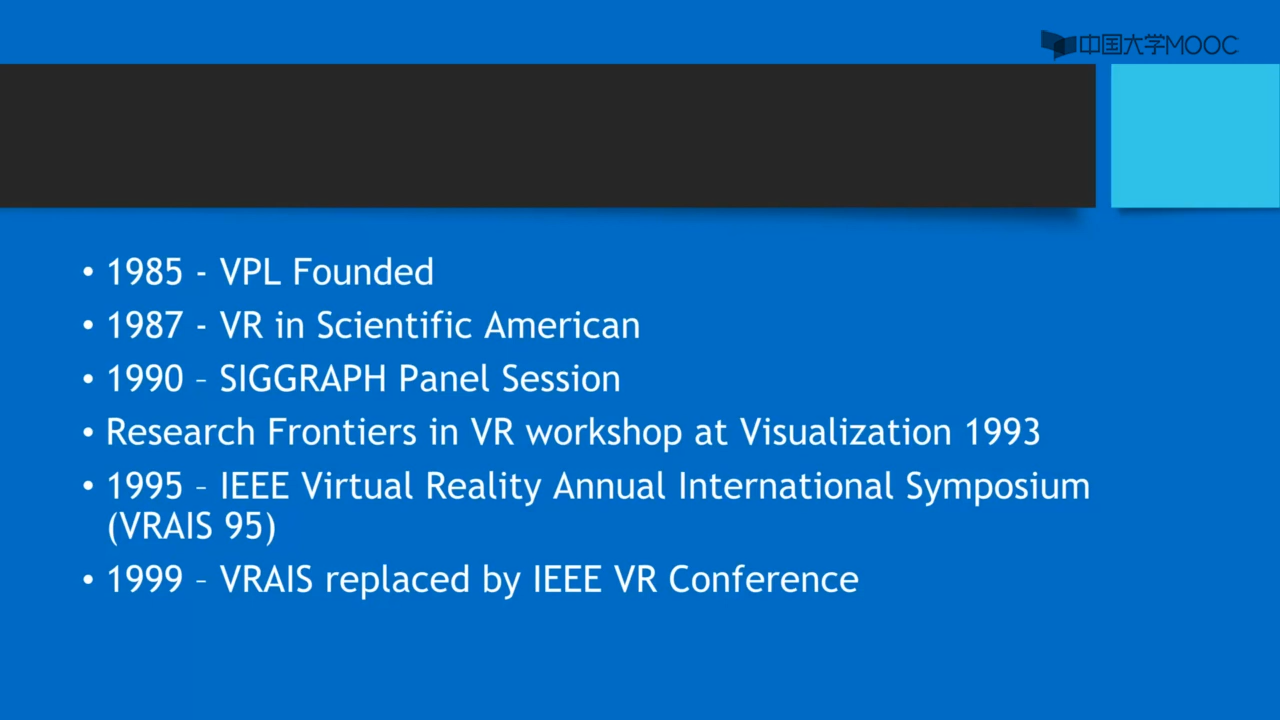 中国大学MOOC
• 1985 - VPL Founded
• 1987 - VR in Scientific American
• 1990 – SIGGRAPH Panel Session
• Research Frontiers in VR workshop at Visualization 1993
• 1995 – IEEE Virtual Reality Annual International Symposium
(VRAIS 95)
• 1999 – VRAIS replaced by IEEE VR Conference